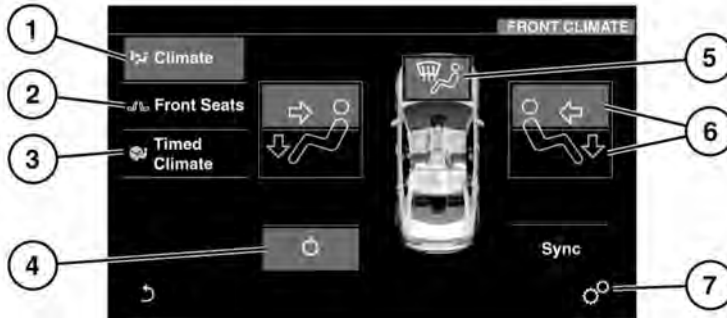 FRONT CLIMATE
1
Climate
5
2
Front Seats
6
3
Timed
Climate
4
Sync
7